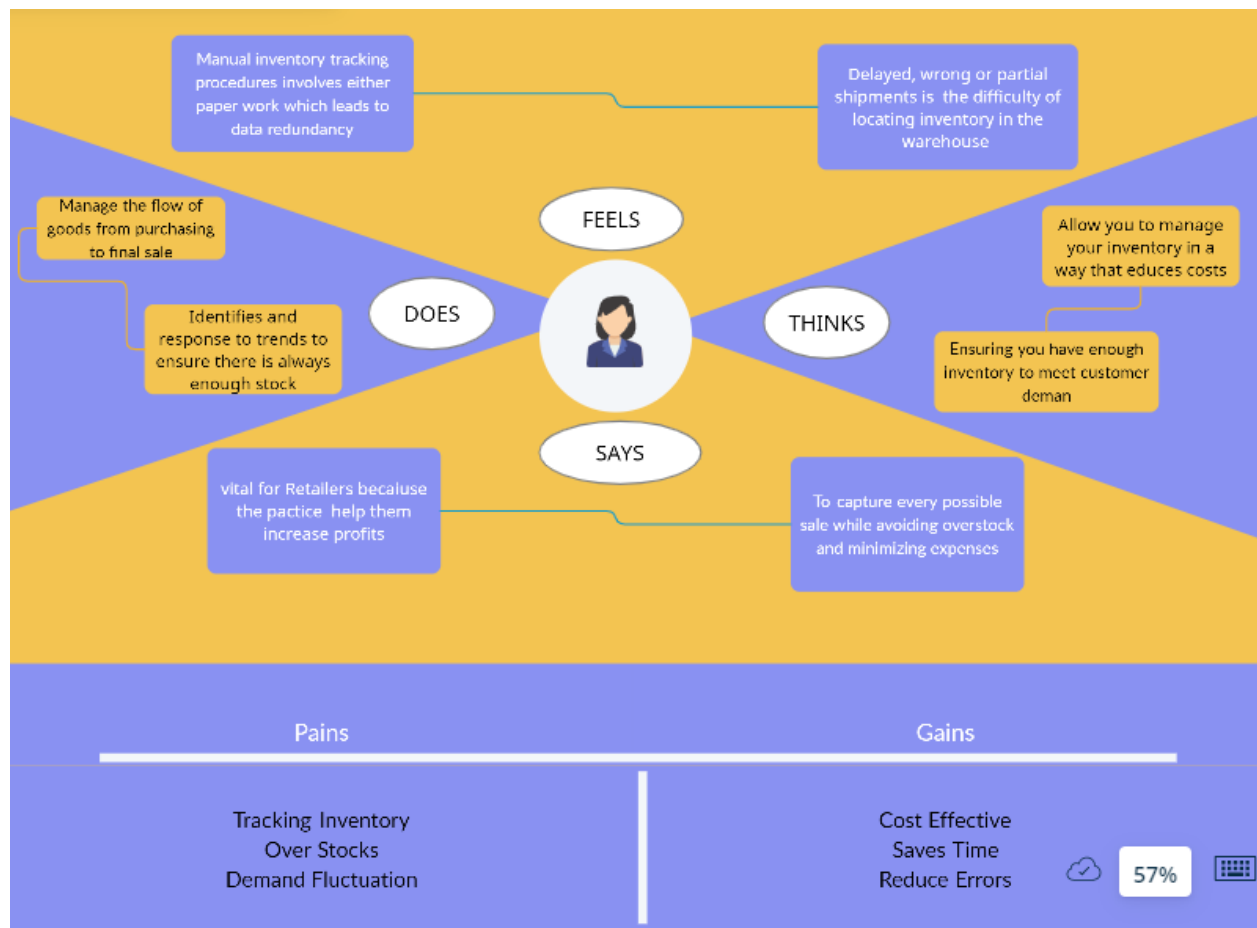 Manual inventory tracking
procedures involves either
paper work which leads to
data redundancy
Delayed, wrong or partial
shipments is the difficulty of
locating inventory in the
warehouse
FEELS
Manage the flow of
goods from purchasing
to final sale
Identifies and
response to trends to
ensure there is always
enough stock
DOES
THINKS
Allow you to manage
your inventory in a
way that educes costs
Ensuring you have enough
inventory to meet customer
deman
SAYS
vital for Retailers becaluse
the pactice help them
increase profits
To capture every possible
sale while avoiding overstock
and minimizing expenses
Pains
Gains
Tracking Inventory
Over Stocks
Demand Fluctuation
Cost Effective
Saves Time
Reduce Errors
57%